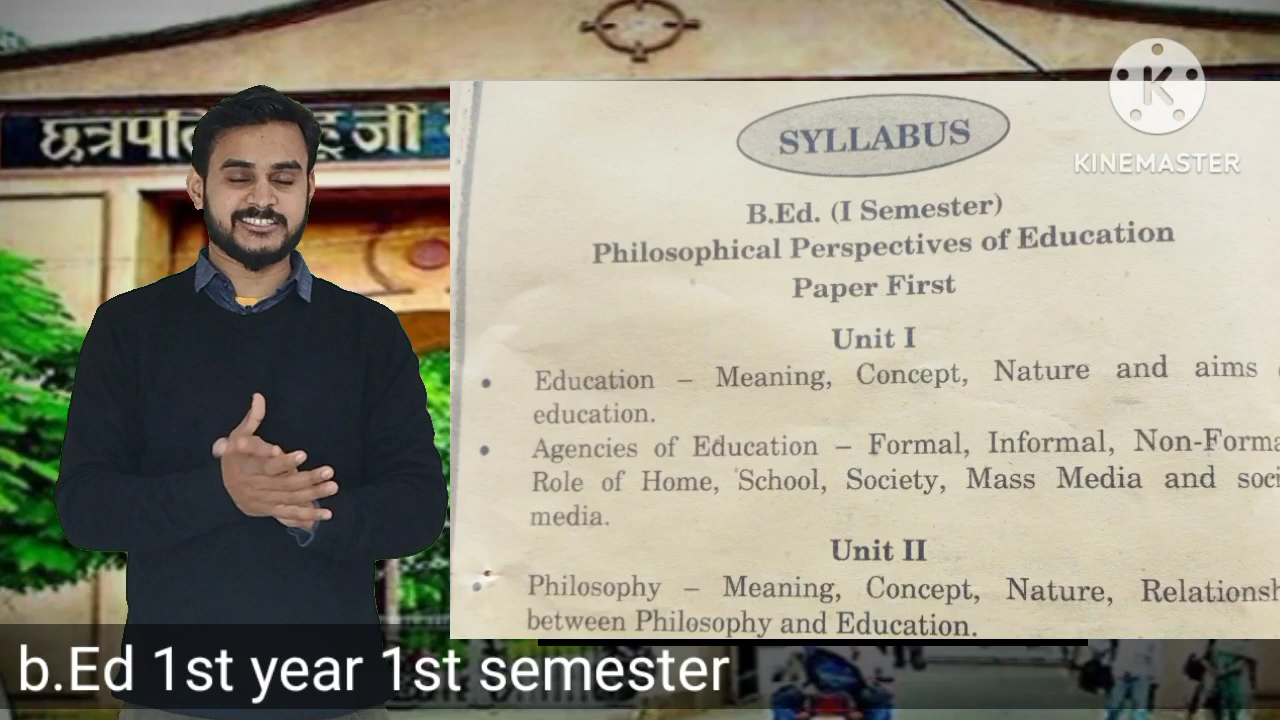 छत्रपति
हू जी
KINEMASTER
SYLLABUS
B.Ed. (I Semester)
Philosophical Perspectives of Education
Paper First
Unit I
• Education – Meaning, Concept, Nature and aims
education.
• Agencies of Education – Formal, Informal, Non-Forma
Role of Home, School, Society, Mass Media and soci
media.
Unit II
• Philosophy – Meaning, Concept, Nature, Relationsh
between Philosophy and Education.
b.Ed 1st year 1st semester